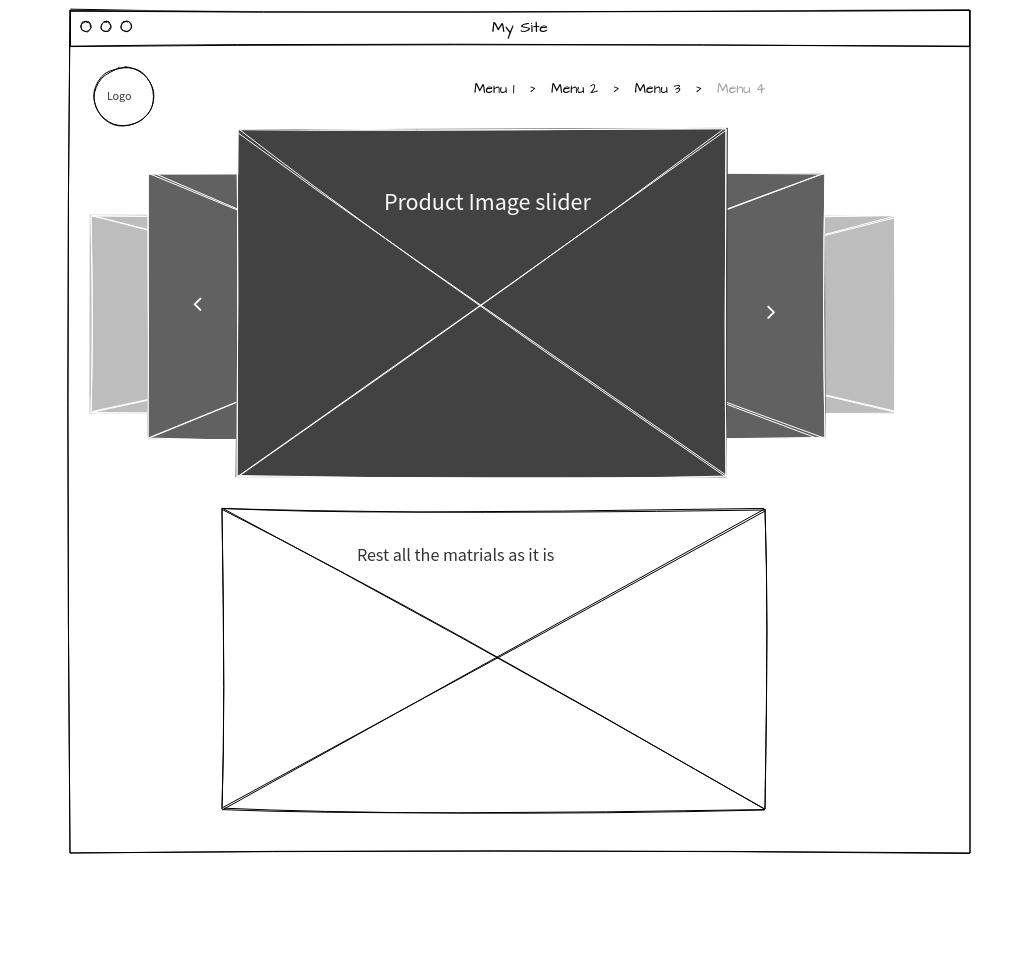 My Site
Logo
Menu 1 > Menu 2 > Menu 3 > Menu 4
Product Image slider
Rest all the matrials as it is